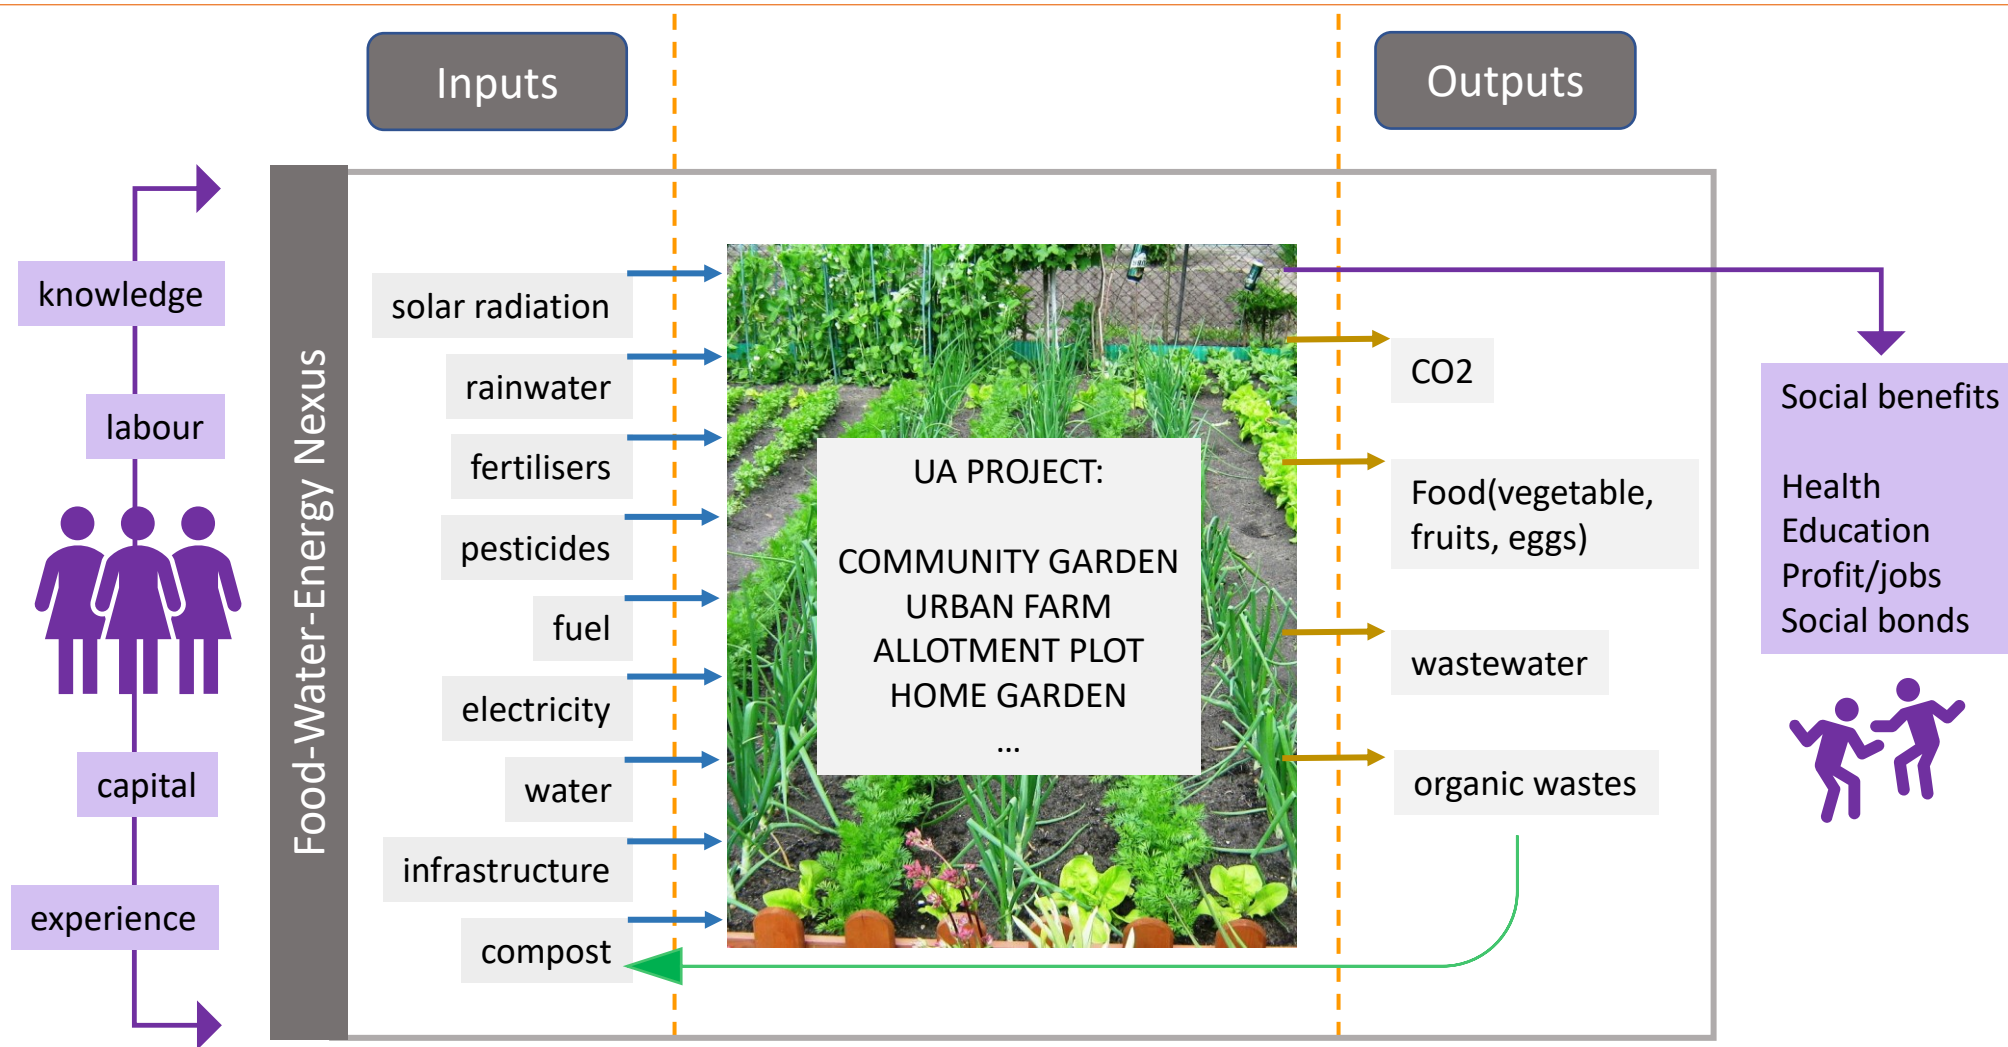 Inputs
Outputs
knowledge
labour
capital
experience
Food-Water-Energy Nexus
solar radiation
rainwater
fertilisers
pesticides
fuel
electricity
water
infrastructure
compost
UA PROJECT:
COMMUNITY GARDEN
URBAN FARM
ALLOTMENT PLOT
HOME GARDEN
...
CO2
Food(vegetable,
fruits, eggs)
wastewater
organic wastes
Social benefits
Health
Education
Profit/jobs
Social bonds